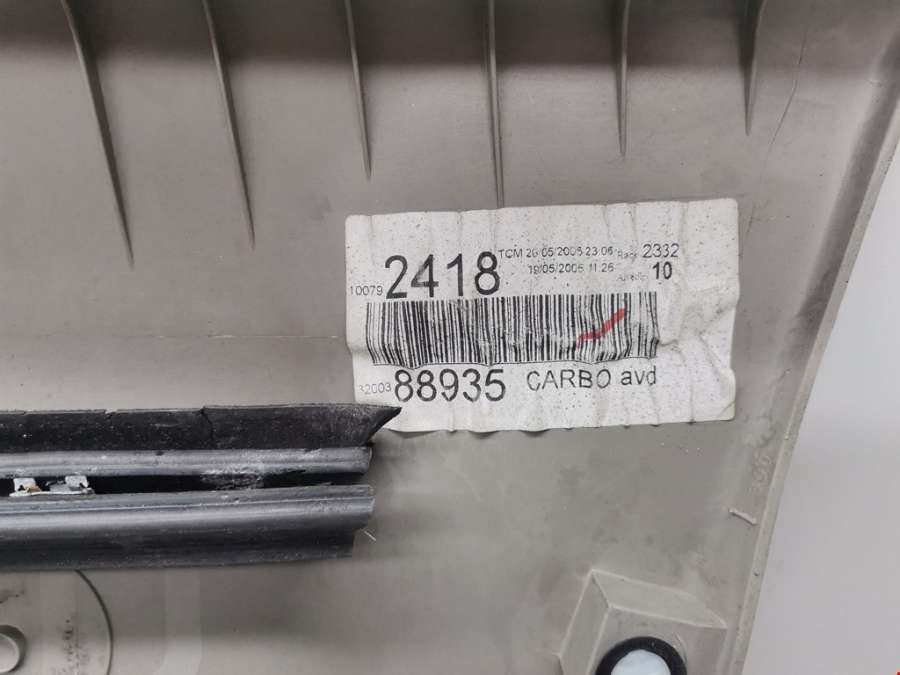 TCM 26/05/2005 23:06 Rack 2332
10079 2418 19/05/2005 11:26 10
82003 88935 CARBO avd